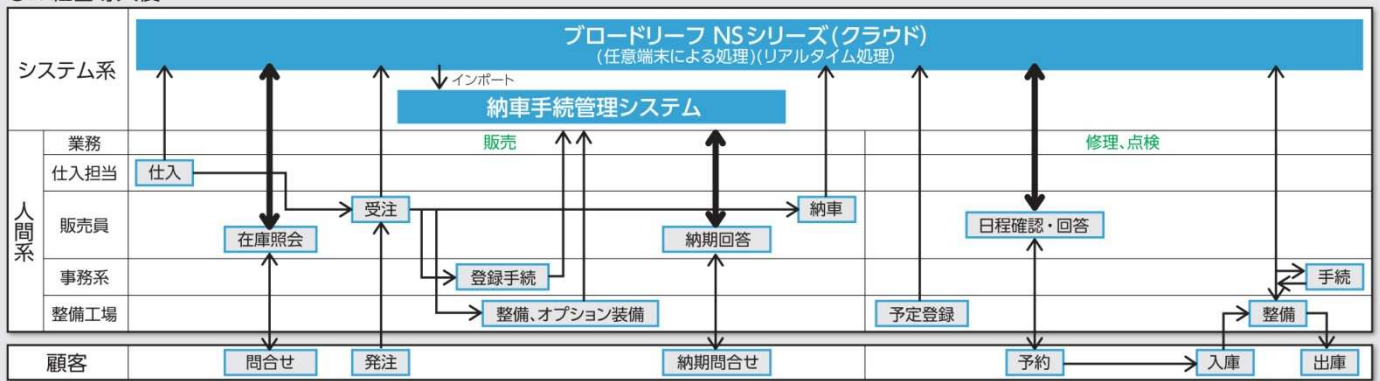 ブロードリーフ NSシリーズ(クラウド)
(任意端末による処理)(リアルタイム処理)
システム系
インポート
納車手続管理システム
人間系
業務
販売
修理、点検
仕入担当
仕入
販売員
受注
納車
在庫照会
納期回答
日程確認・回答
事務系
登録手続
手続
整備工場
整備、オプション装備
予定登録
整備
顧客
問合せ
発注
納期問合せ
予約
入庫
出庫